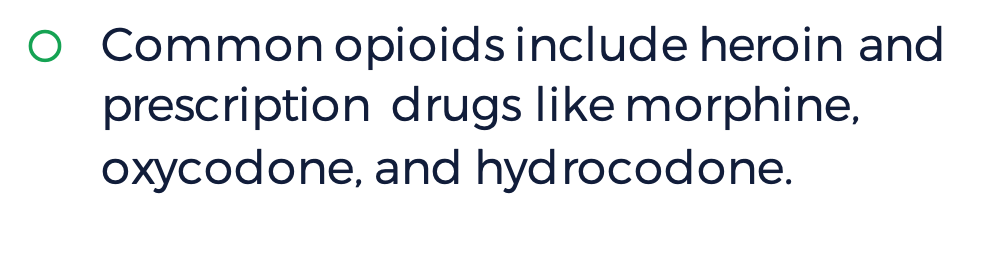 Common opioids include heroin and
prescription drugs like morphine,
oxycodone, and hydrocodone.